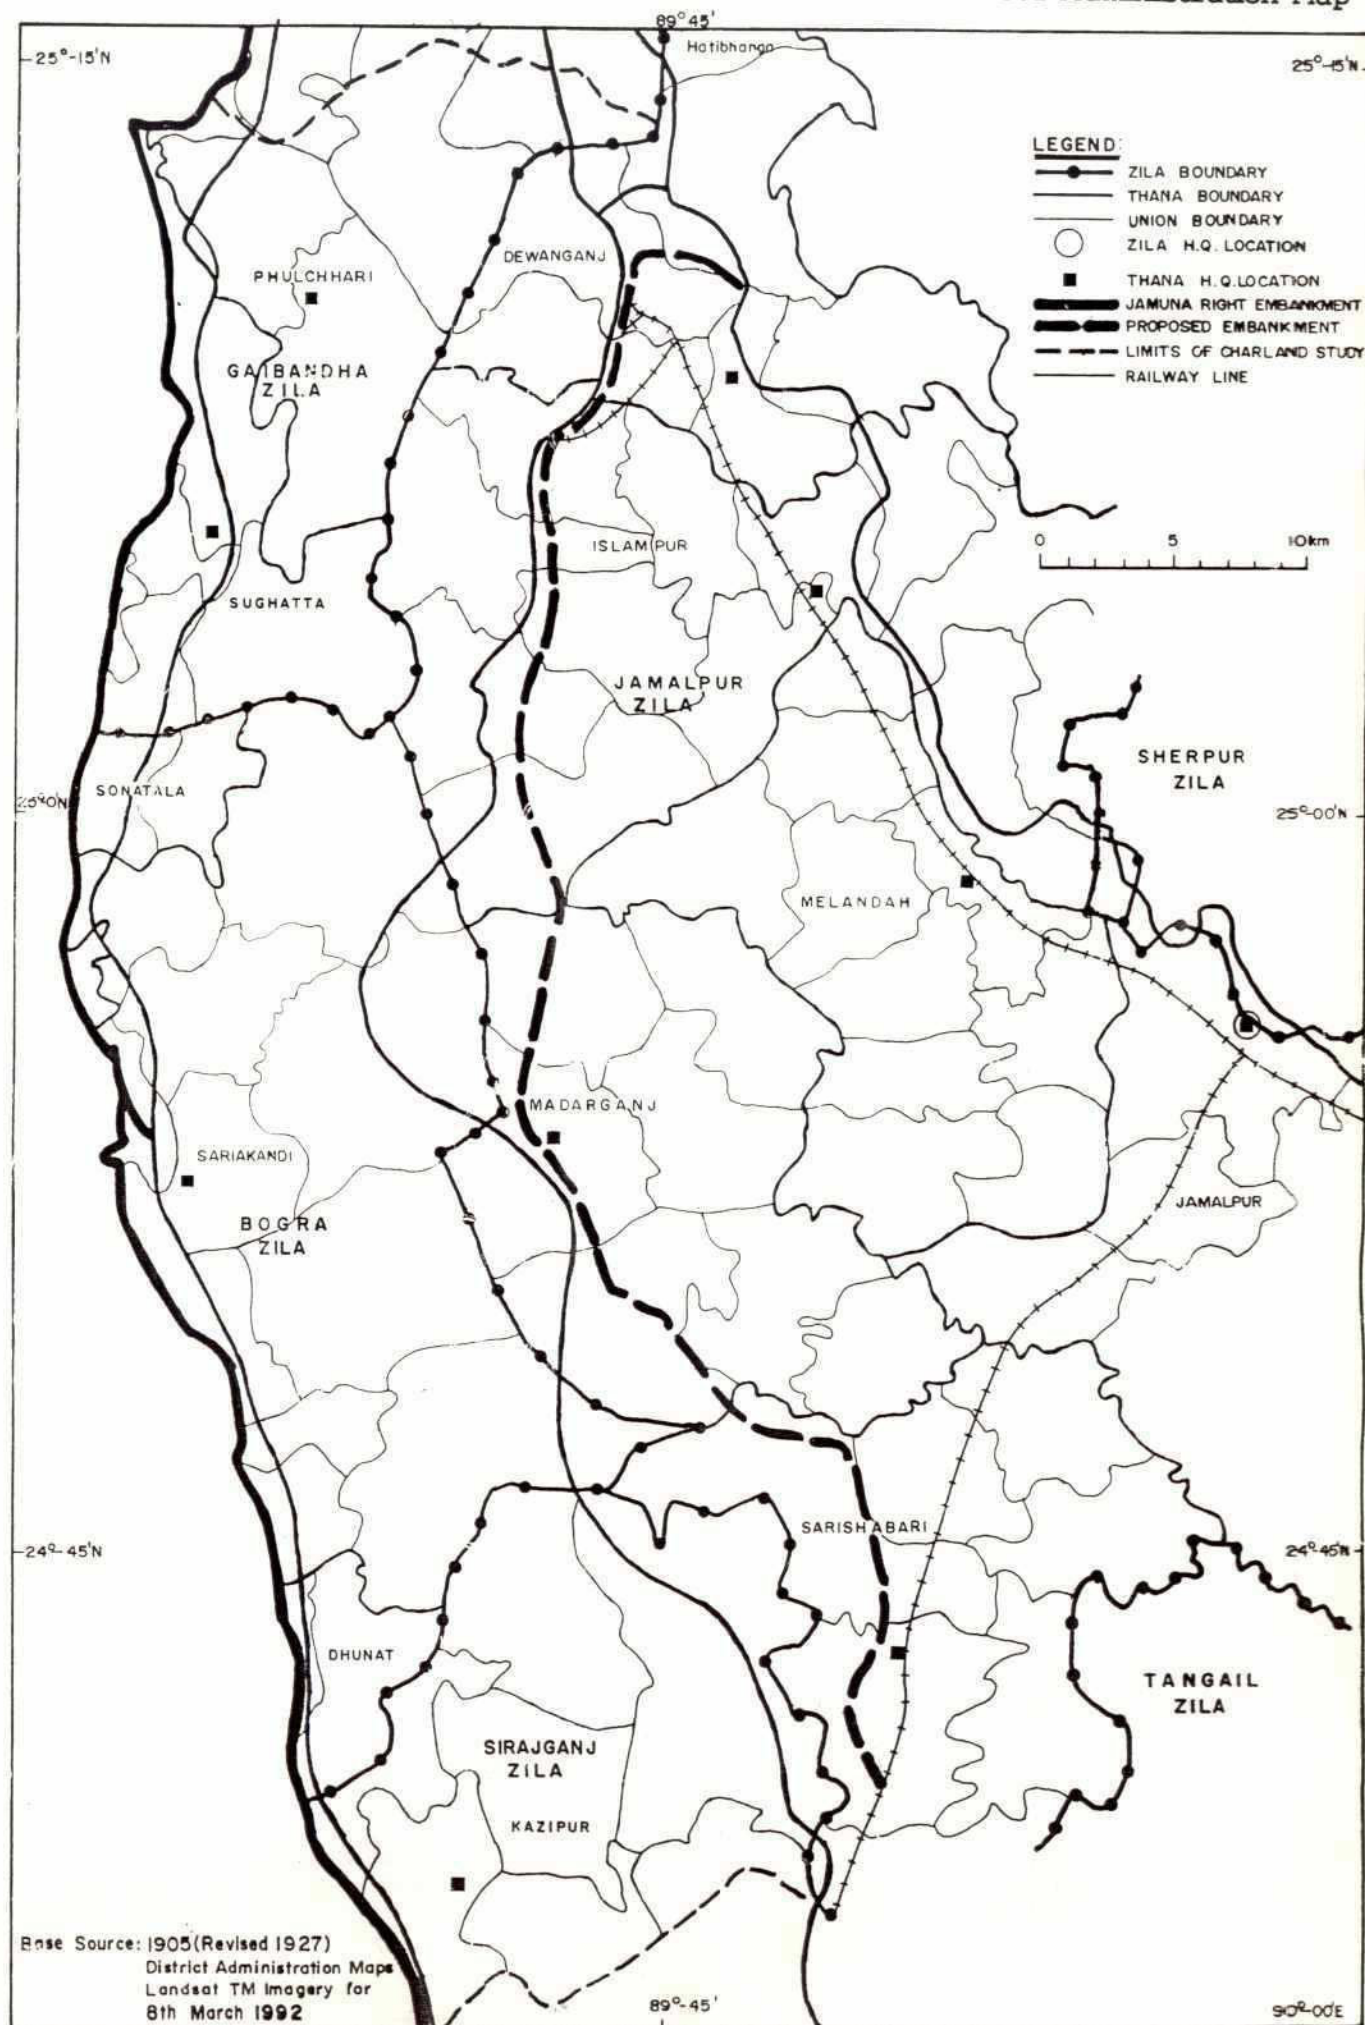 Administration Map
89°45'
Hatibhanga
25°-15'N
25°-15'N
LEGEND:
ZILA BOUNDARY
THANA BOUNDARY
UNION BOUNDARY
ZILA H.Q. LOCATION
THANA H.Q. LOCATION
JAMUNA RIGHT EMBANKMENT
PROPOSED EMBANKMENT
LIMITS OF CHARLAND STUDY
RAILWAY LINE
DEWANGANJ
PHULCHHARI
GAIBANDHA
ZILA
0 5 10km
ISLAMPUR
SUGHATTA
JAMALPUR
ZILA
SHERPUR
ZILA
SONATALA
25°0'N
25°-00'N
MELANDAH
MADARGANJ
SARIAKANDI
JAMALPUR
BOGRA
ZILA
SARISHABARI
24°-45'N
24°-45'N
DHUNAT
TANGAIL
ZILA
SIRAJGANJ
ZILA
KAZIPUR
Base Source: 1905(Revised 1927)
District Administration Maps
Landsat TM Imagery for
8th March 1992
89°-45'
90°-00'E